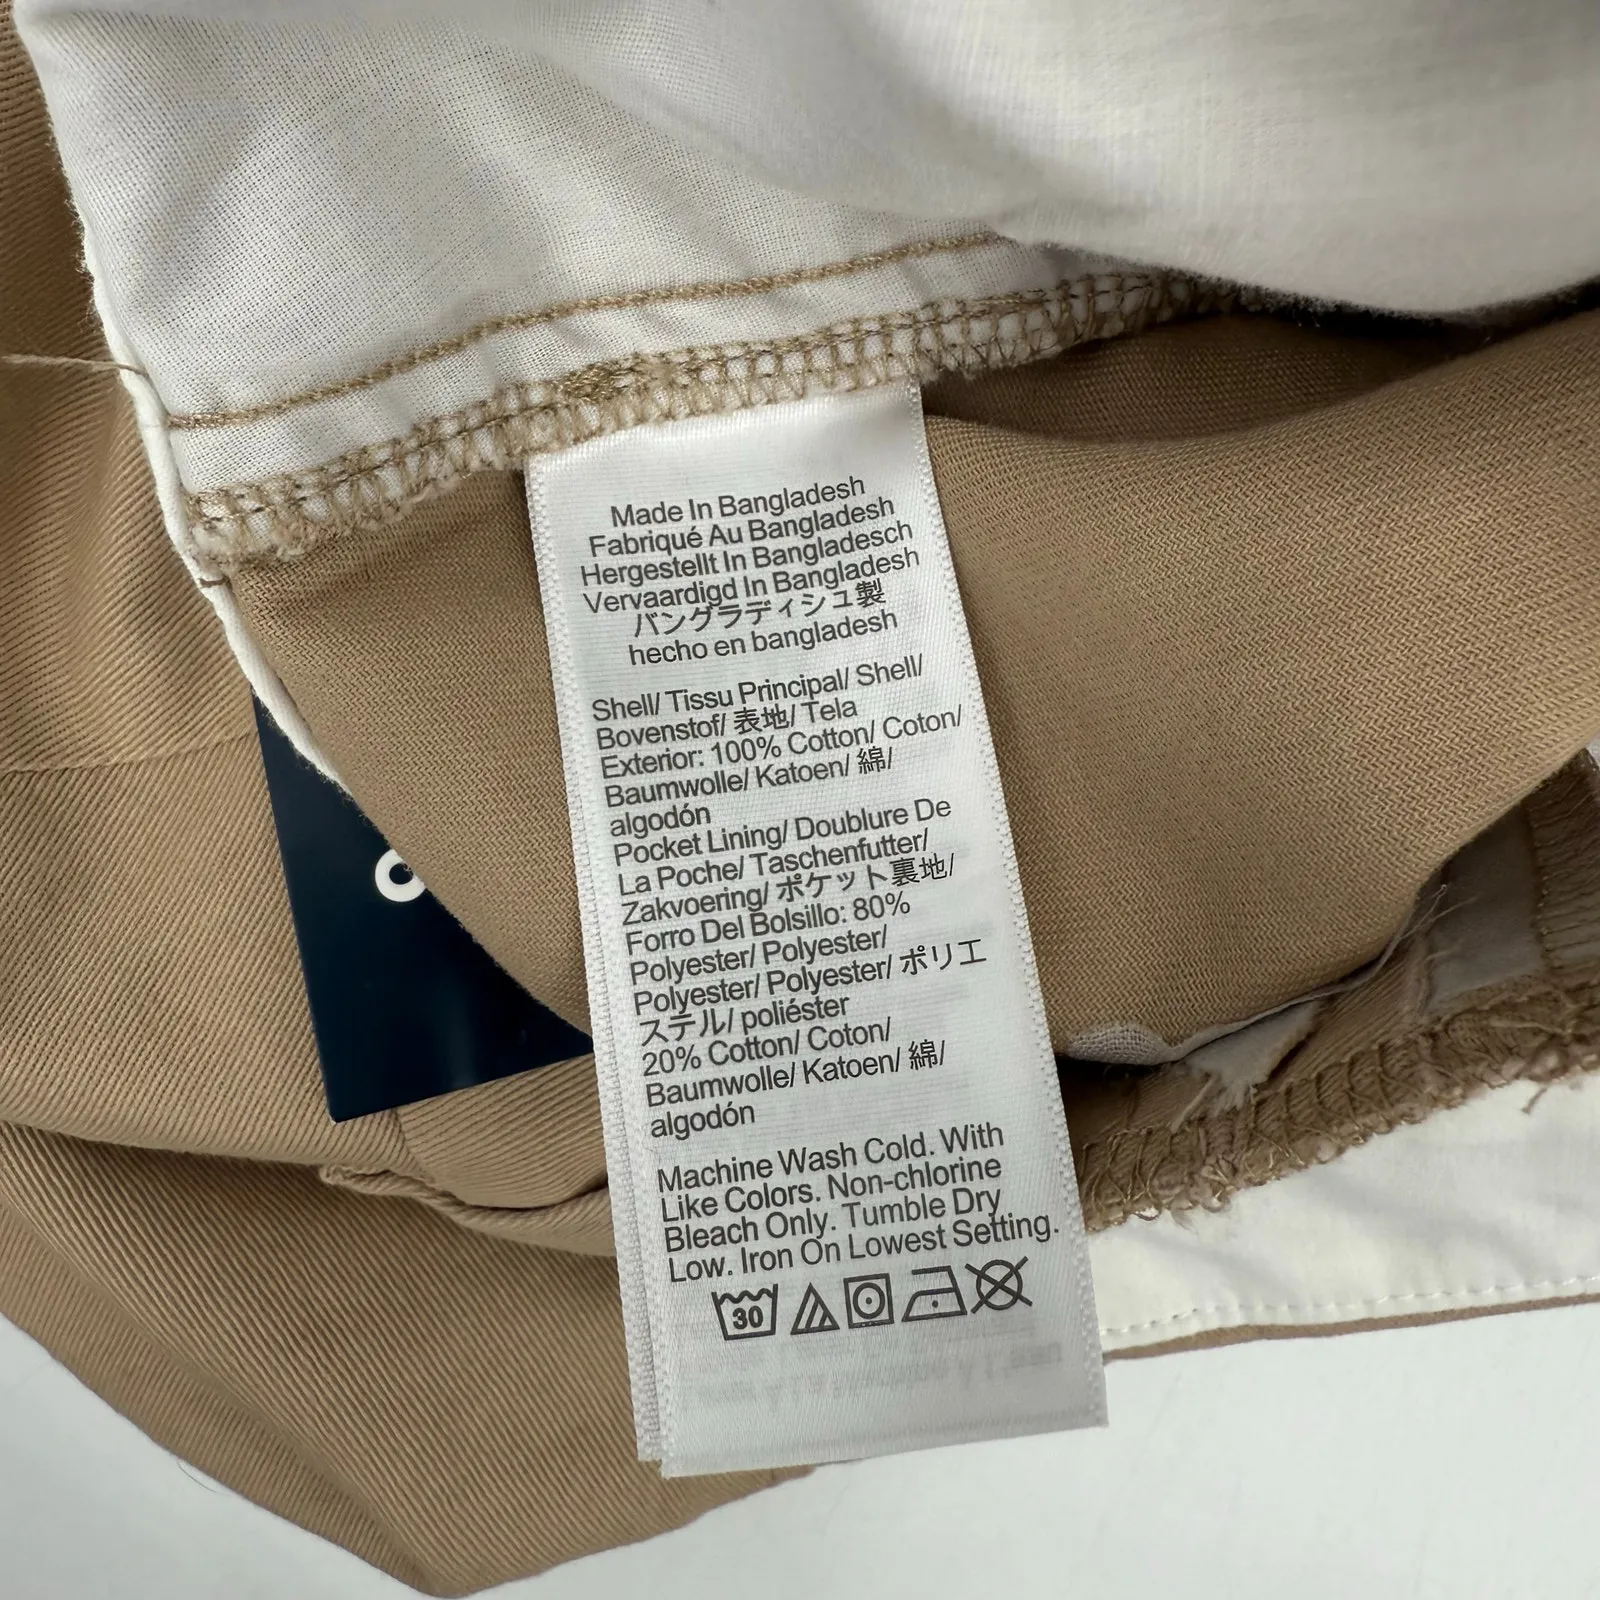 Made In Bangladesh
Fabriqué Au Bangladesh
Hergestellt In Bangladesch
Vervaardigd In Bangladesh
バングラディシュ製
hecho en bangladesh
Shell/ Tissu Principal/ Shell/
Bovenstof/ 表地/ Tela
Exterior: 100% Cotton/ Coton/
Baumwolle/ Katoen/ 綿/
algodón
Pocket Lining/ Doublure De
La Poche/ Taschenfutter/
Zakvoering/ ポケット裏地/
Forro Del Bolsillo: 80%
Polyester/ Polyester/
Polyester/ Polyester/ ポリエ
ステル/ poliéster
20% Cotton/ Coton/
Baumwolle/ Katoen/ 綿/
algodón
Machine Wash Cold. With
Like Colors. Non-chlorine
Bleach Only. Tumble Dry
Low. Iron On Lowest Setting.
30